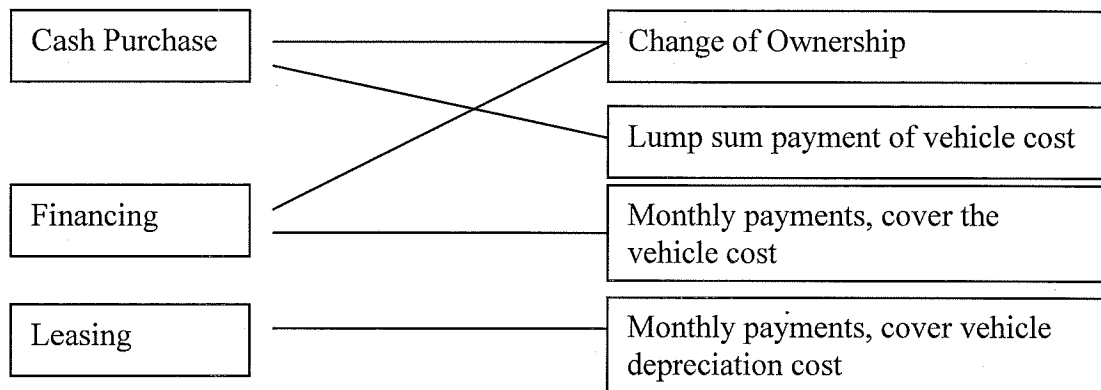 Cash Purchase
Change of Ownership
Lump sum payment of vehicle cost
Financing
Monthly payments, cover the
vehicle cost
Leasing
Monthly payments, cover vehicle
depreciation cost